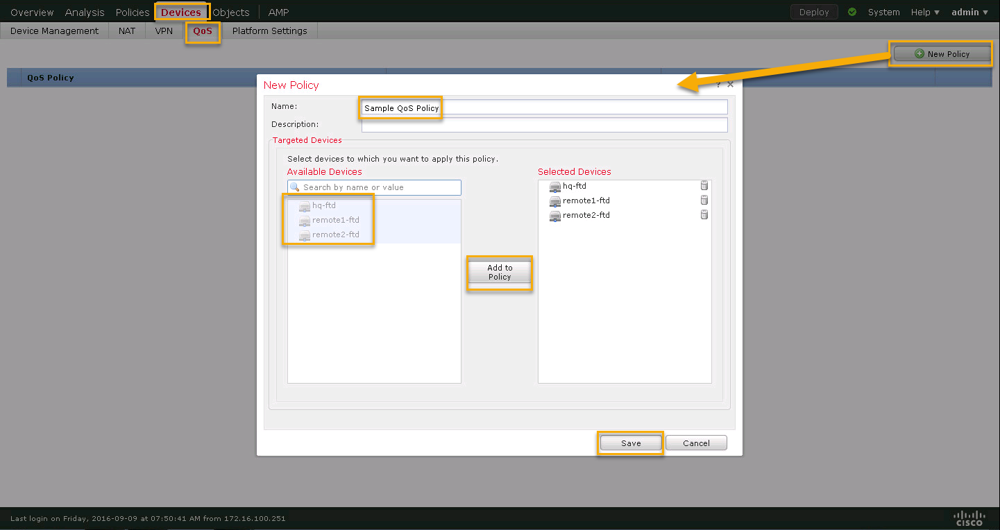 Overview Analysis Policies Devices Objects AMP Deploy System Help admin
Device Management NAT VPN QoS Platform Settings
New Policy
QoS Policy
New Policy ? ×
Name: Sample QoS Policy
Description:
Targeted Devices
Select devices to which you want to apply this policy.
Available Devices Selected Devices
Search by name or value hq-ftd
hq-ftd remote1-ftd
remote1-ftd remote2-ftd
remote2-ftd
Add to
Policy
Save Cancel
Last login on Friday, 2016-09-09 at 07:50:41 AM from 172.16.100.251
CISCO